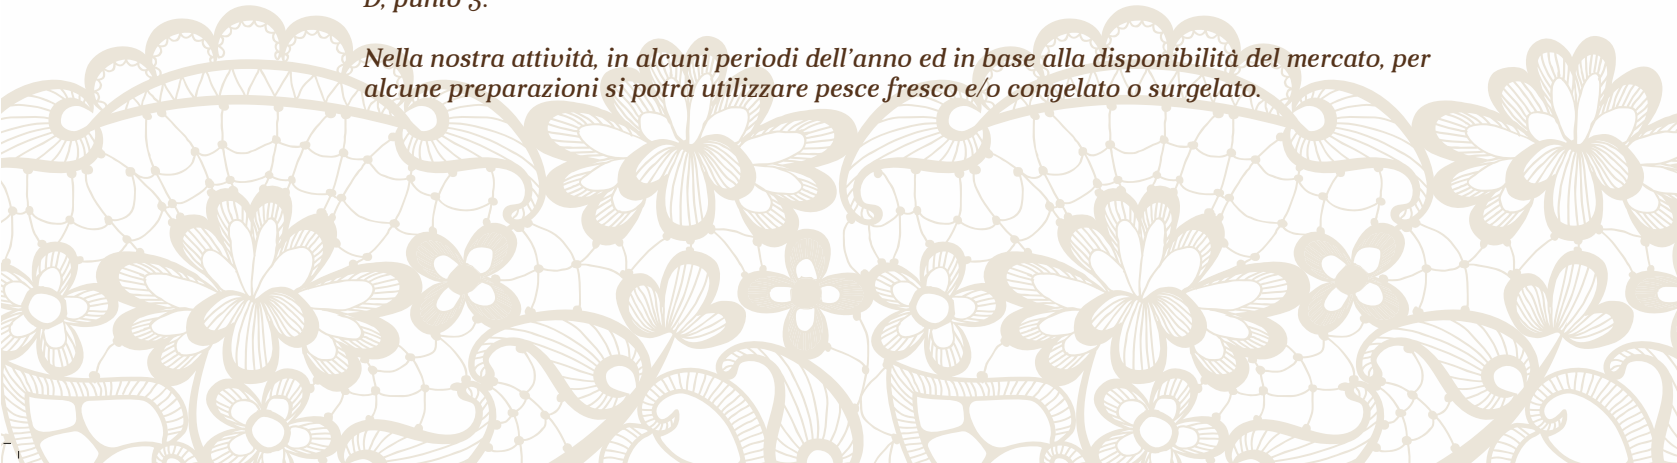 D, punto 3.
Nella nostra attività, in alcuni periodi dell'anno ed in base alla disponibilità del mercato, per
alcune preparazioni si potrà utilizzare pesce fresco e/o congelato o surgelato.